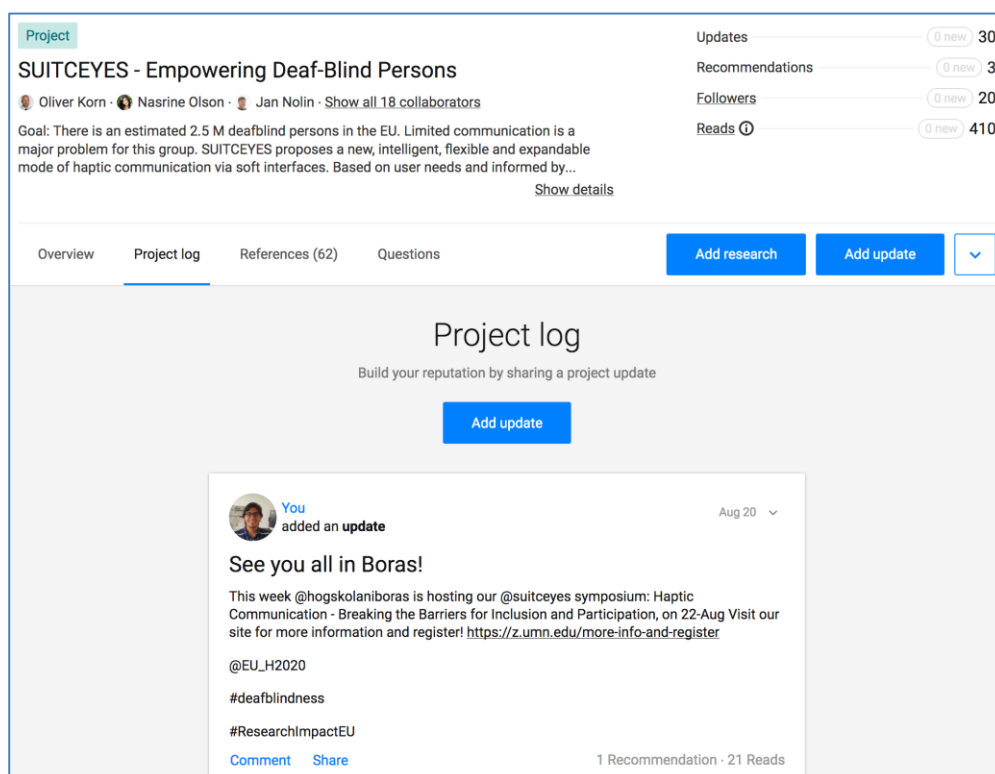 Project
SUITCEYES - Empowering Deaf-Blind Persons
Oliver Korn · Nasrine Olson · Jan Nolin · Show all 18 collaborators
Goal: There is an estimated 2.5 M deafblind persons in the EU. Limited communication is a
major problem for this group. SUITCEYES proposes a new, intelligent, flexible and expandable
mode of haptic communication via soft interfaces. Based on user needs and informed by...
Show details
Updates 0 new 30
Recommendations 0 new 3
Followers 0 new 20
Reads 0 new 410
Overview Project log References (62) Questions Add research Add update
Project log
Build your reputation by sharing a project update
Add update
You
added an update
Aug 20
See you all in Boras!
This week @hogskolaniboras is hosting our @suitceyes symposium: Haptic
Communication - Breaking the Barriers for Inclusion and Participation, on 22-Aug Visit our
site for more information and register! https://z.umn.edu/more-info-and-register
@EU_H2020
#deafblindness
#ResearchImpactEU
Comment Share 1 Recommendation · 21 Reads